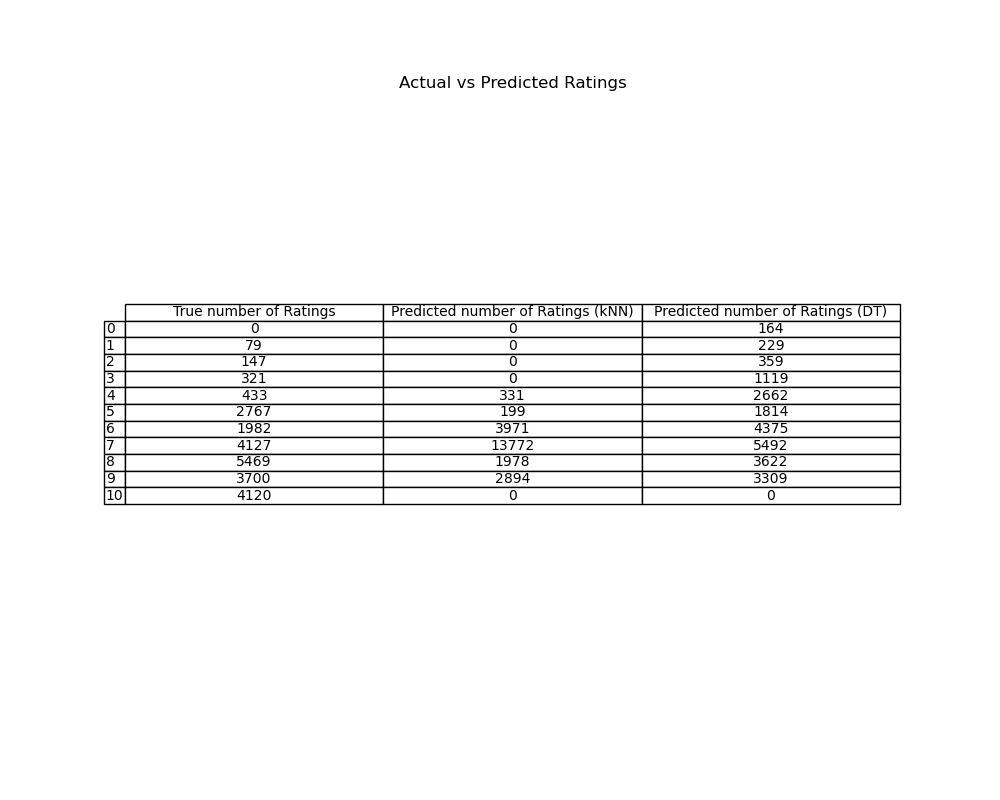 Actual vs Predicted Ratings
True number of Ratings Predicted number of Ratings (kNN) Predicted number of Ratings (DT)
0 0 0 164
1 79 0 229
2 147 0 359
3 321 0 1119
4 433 331 2662
5 2767 199 1814
6 1982 3971 4375
7 4127 13772 5492
8 5469 1978 3622
9 3700 2894 3309
10 4120 0 0